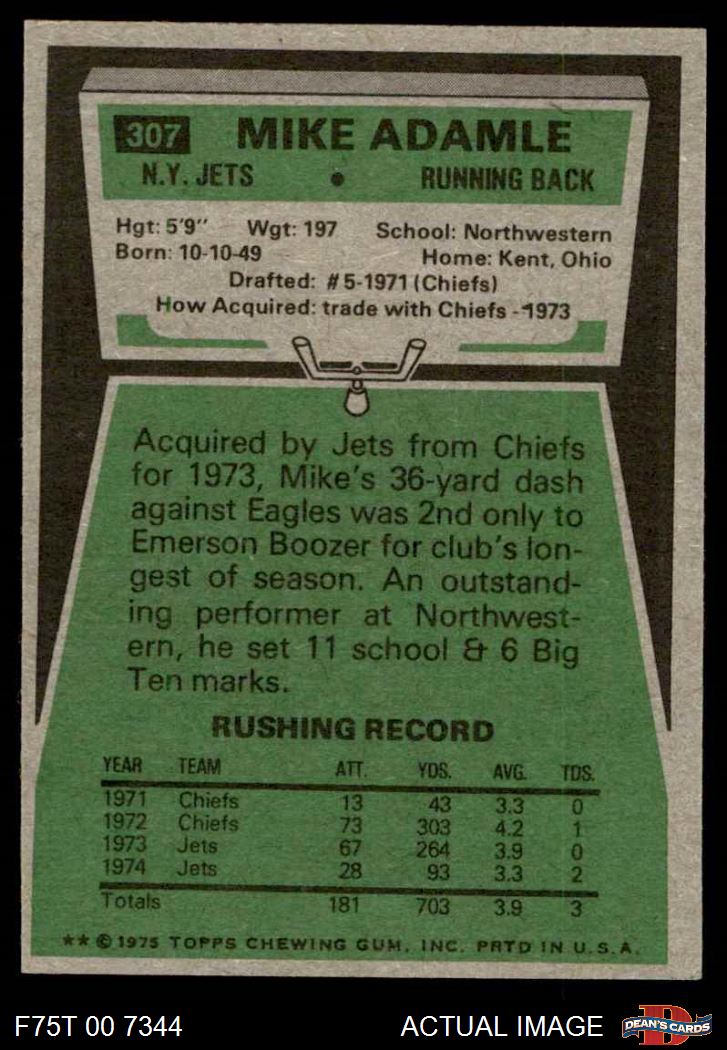 307 MIKE ADAMLE
N.Y. JETS • RUNNING BACK
Hgt: 5'9" Wgt: 197 School: Northwestern
Born: 10-10-49 Home: Kent, Ohio
Drafted: #5-1971 (Chiefs)
How Acquired: trade with Chiefs - 1973
Acquired by Jets from Chiefs
for 1973, Mike's 36-yard dash
against Eagles was 2nd only to
Emerson Boozer for club's lon-
gest of season. An outstand-
ing performer at Northwest-
ern, he set 11 school & 6 Big
Ten marks.
RUSHING RECORD
YEAR TEAM ATT. YDS. AVG. TDS.
1971 Chiefs 13 43 3.3 0
1972 Chiefs 73 303 4.2 1
1973 Jets 67 264 3.9 0
1974 Jets 28 93 3.3 2
Totals 181 703 3.9 3
** © 1975 TOPPS CHEWING GUM, INC. PRTD IN U.S.A.
F75T 00 7344 ACTUAL IMAGE D DEAN'S CARDS